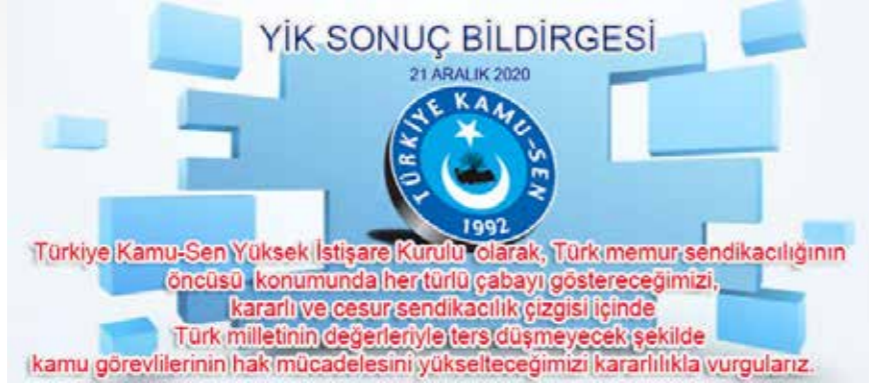 YİK SONUÇ BİLDİRGESİ
21 ARALIK 2020
TÜRKİYE KAMU-SEN
1992
Türkiye Kamu-Sen Yüksek İstişare Kurulu olarak, Türk memur sendikacılığının
öncüsü konumunda her türlü çabayı göstereceğimizi,
kararlı ve cesur sendikacılık çizgisi içinde
Türk milletinin değerleriyle ters düşmeyecek şekilde
kamu görevlilerinin hak mücadelesini yükselteceğimizi kararlılıkla vurgularız.